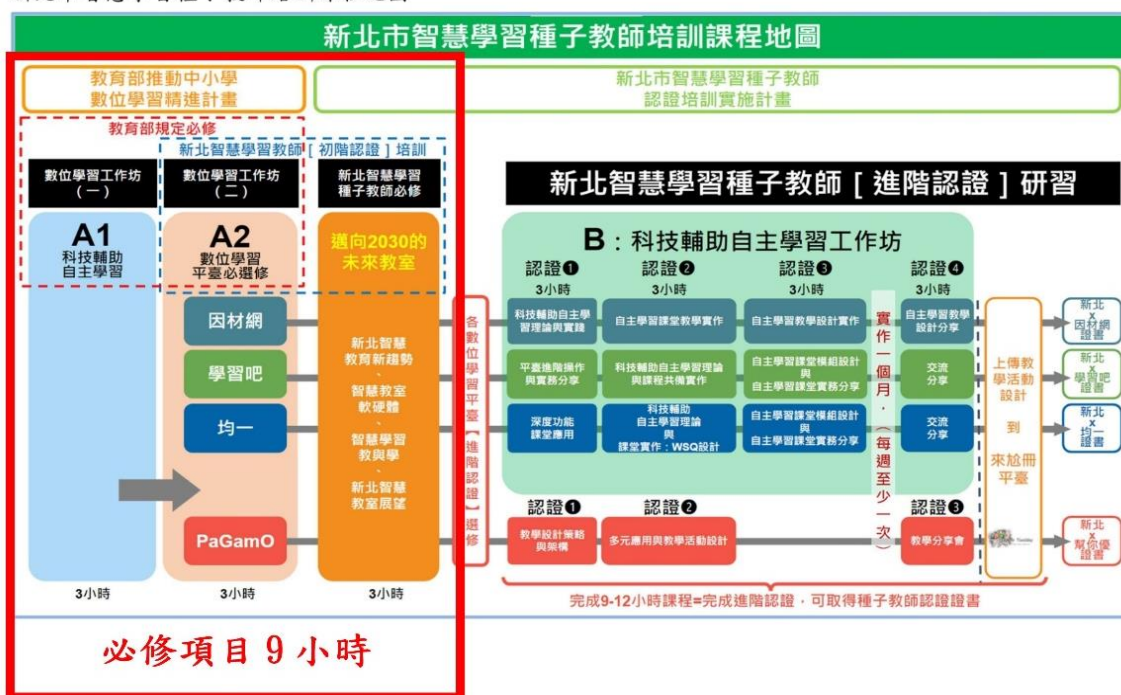 新北市智慧學習種子教師培訓課程地圖
教育部推動中小學
數位學習精進計畫
新北市智慧學習種子教師
認證培訓實施計畫
教育部規定必修
新北智慧學習教師 [ 初階認證 ] 培訓
數位學習工作坊
(一)
數位學習工作坊
(二)
新北智慧學習
種子教師必修
新北智慧學習種子教師 [ 進階認證 ] 研習
A1
科技輔助
自主學習
A2
數位學習
平臺必選修
邁向2030的
未來教室
因材網
學習吧
均一
PaGamO
新北智慧
教育新趨勢
、
智慧教室
軟硬體
、
智慧學習
教與學
、
新北智慧
教室展望
3小時
3小時
3小時
必修項目 9 小時
各數位學習平臺【進階認證】選修
B：科技輔助自主學習工作坊
認證❶
3小時
認證❷
3小時
認證❸
3小時
認證❹
3小時
科技輔助自主學
習理論與實踐
自主學習課堂教學實作
自主學習教學設計實作
自主學習教學
設計分享
平臺進階操作
與實務分享
科技輔助自主學習理論
與課程共備實作
自主學習課堂模組設計
與
自主學習課堂實務分享
交流
分享
深度功能
課堂應用
科技輔助
自主學習理論
與
課堂實作：WSQ設計
自主學習課堂模組設計
與
自主學習課堂實務分享
交流
分享
實作一個月，(每週至少一次)
認證❶
認證❷
認證❸
教學設計策略
與架構
多元應用與教學活動設計
教學分享會
上傳教
學活動
設計
到
來尬冊
平臺
新北
x
因材網
證書
新北
x
學習吧
證書
新北
x
均一
證書
新北
x
幫你優
證書
完成9-12小時課程=完成進階認證，可取得種子教師認證證書